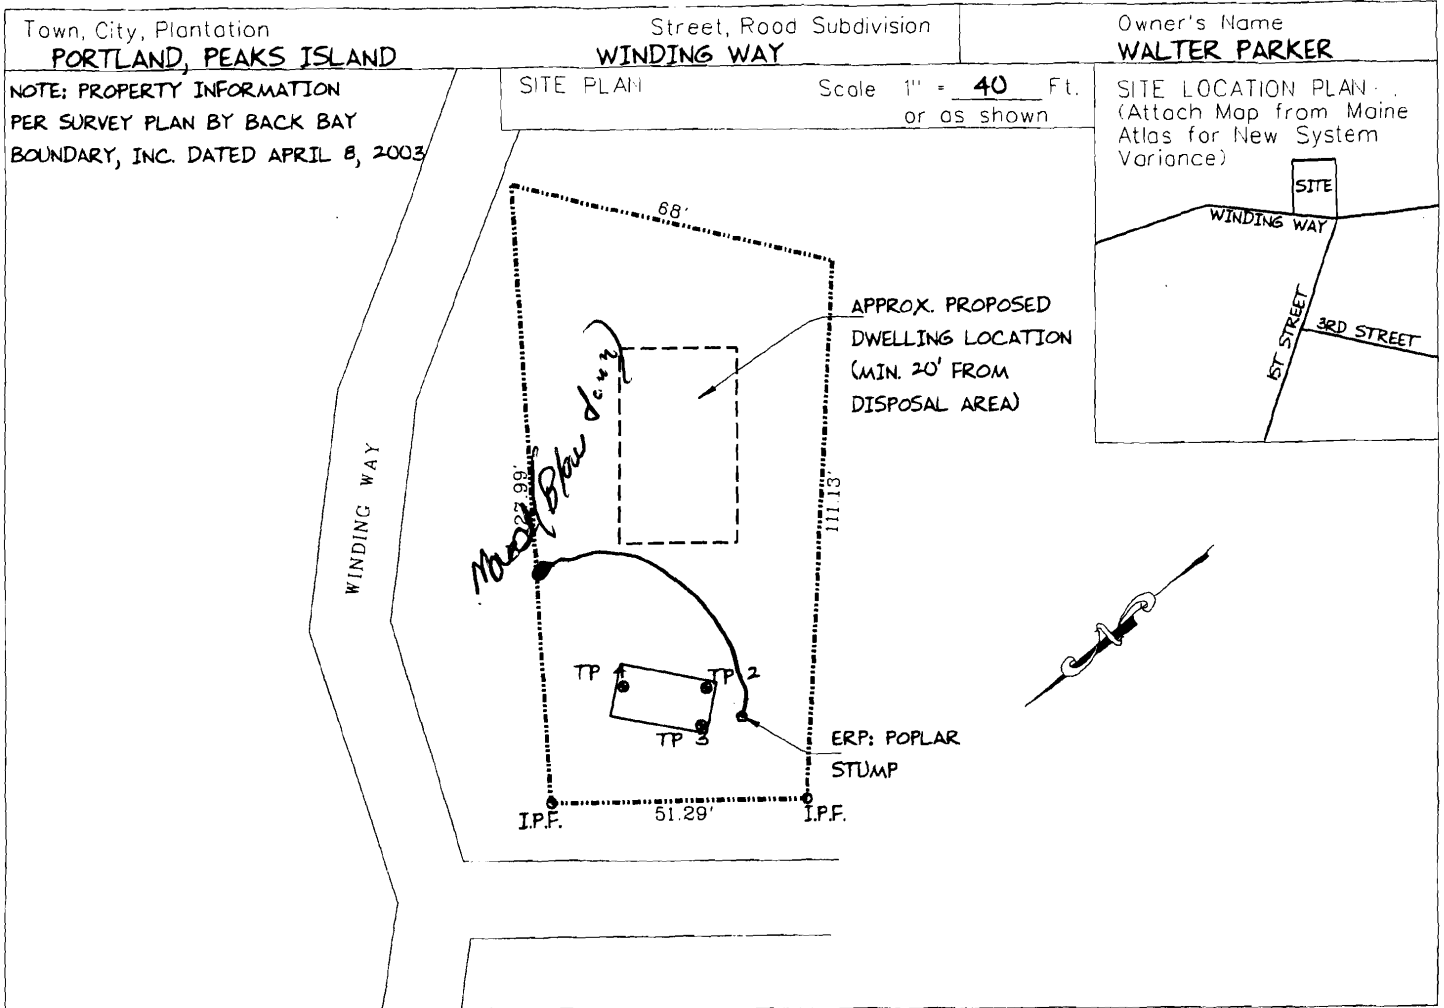 Town, City, Plantation
PORTLAND, PEAKS ISLAND
Street, Road Subdivision
WINDING WAY
Owner's Name
WALTER PARKER
NOTE: PROPERTY INFORMATION
PER SURVEY PLAN BY BACK BAY
BOUNDARY, INC. DATED APRIL 8, 2003
SITE PLAN
Scale 1" = 40 Ft.
or as shown
SITE LOCATION PLAN
(Attach Map from Maine
Atlas for New System
Variance)
SITE
WINDING WAY
1ST STREET
3RD STREET
68'
APPROX. PROPOSED
DWELLING LOCATION
(MIN. 20' FROM
DISPOSAL AREA)
WINDING WAY
111.13'
TP
TP 2
TP 3
ERP: POPLAR
STUMP
I.P.F.
51.29'
I.P.F.